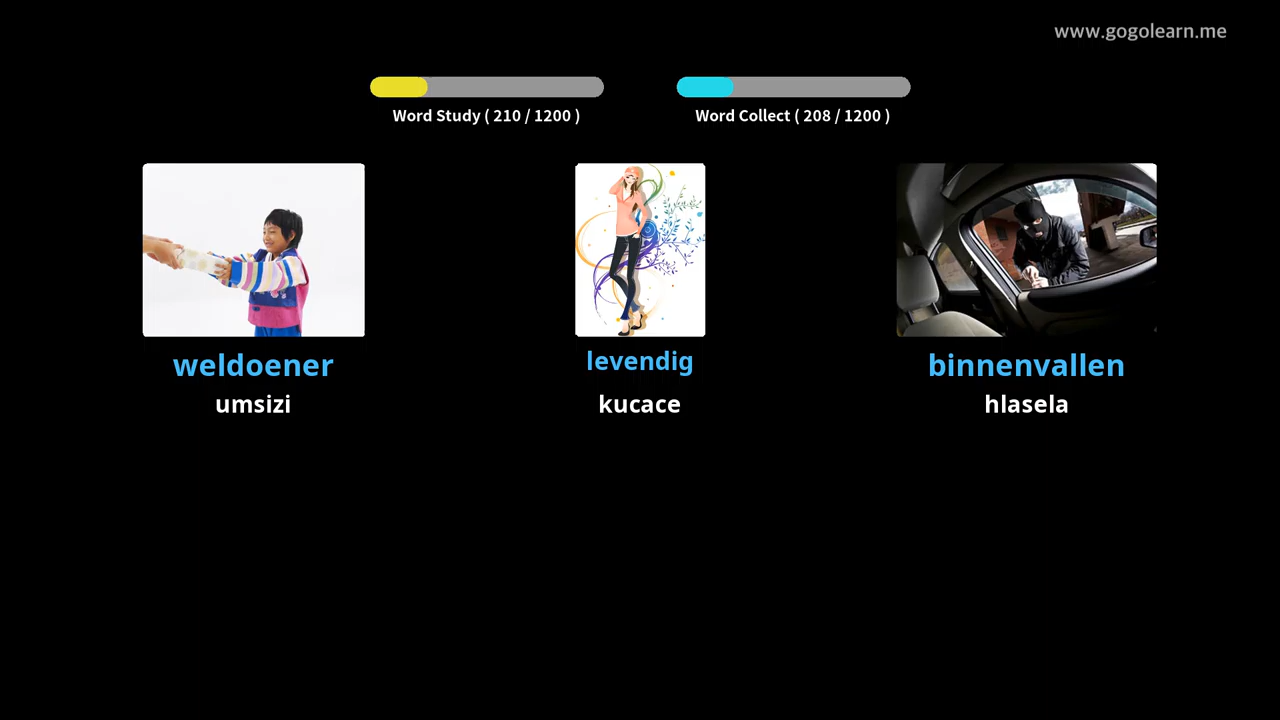 www.gogolearn.me
Word Study ( 210 / 1200 )
Word Collect ( 208 / 1200 )
weldoener
umsizi
levendig
kucace
binnenvallen
hlasela